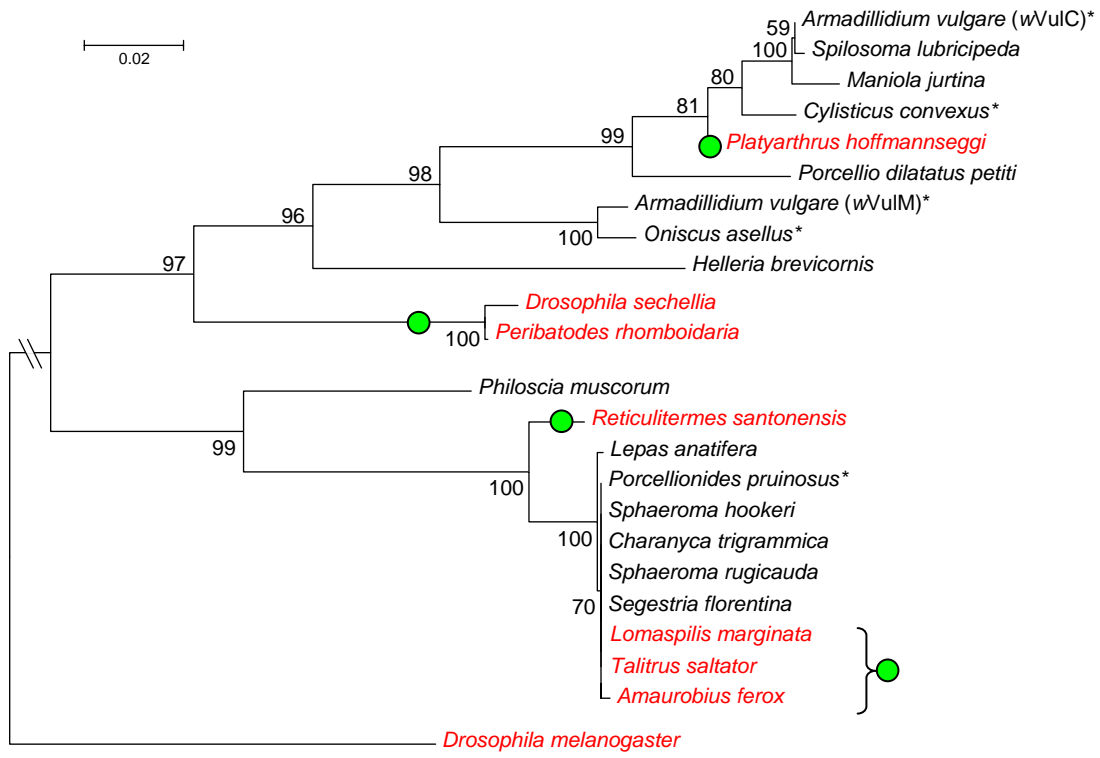 0.02
Armadillidium vulgare (wVulC)*
59
Spilosoma lubricipeda
100
80
Maniola jurtina
81
Cylisticus convexus*
99
Platyarthrus hoffmannseggi
98
Porcellio dilatatus petiti
Armadillidium vulgare (wVulM)*
96
100
Oniscus asellus*
97
Helleria brevicornis
Drosophila sechellia
100
Peribatodes rhomboidaria
Philoscia muscorum
99
Reticulitermes santonensis
Lepas anatifera
100
Porcellionides pruinosus*
Sphaeroma hookeri
100
Charanyca trigrammica
Sphaeroma rugicauda
70
Segestria florentina
Lomaspilis marginata
Talitrus saltator
Amaurobius ferox
Drosophila melanogaster